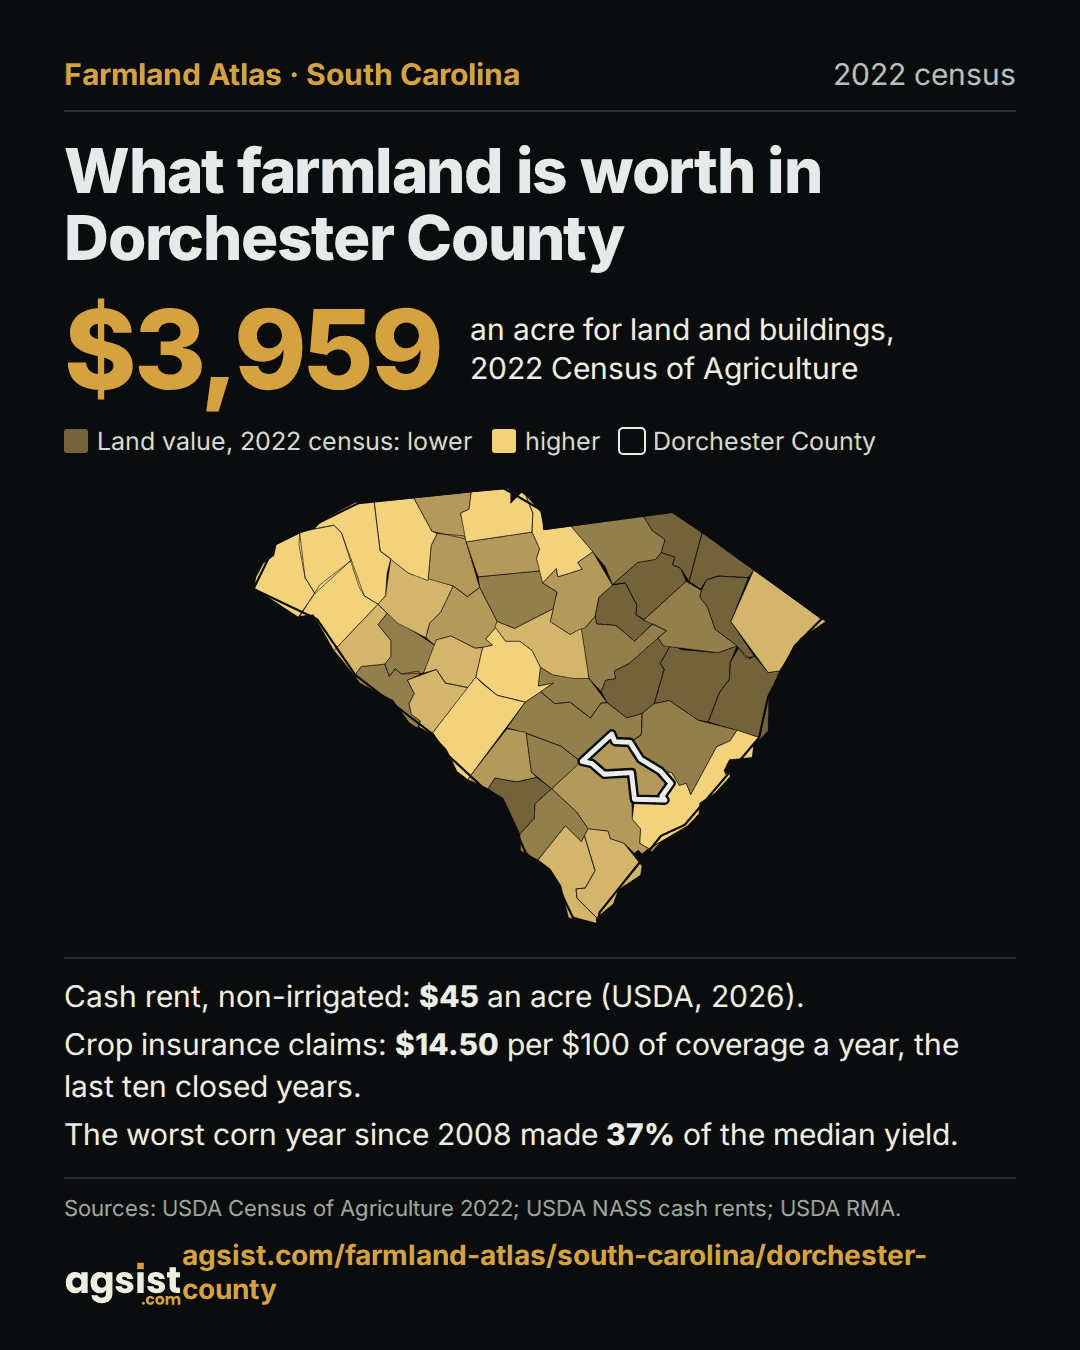 Farmland Atlas · South Carolina
2022 census
What farmland is worth in
Dorchester County
$3,959
an acre for land and buildings,
2022 Census of Agriculture
Land value, 2022 census: lower
higher
Dorchester County
Cash rent, non-irrigated: $45 an acre (USDA, 2026).
Crop insurance claims: $14.50 per $100 of coverage a year, the
last ten closed years.
The worst corn year since 2008 made 37% of the median yield.
Sources: USDA Census of Agriculture 2022; USDA NASS cash rents; USDA RMA.
agsist.com
agsist.com/farmland-atlas/south-carolina/dorchester-
county